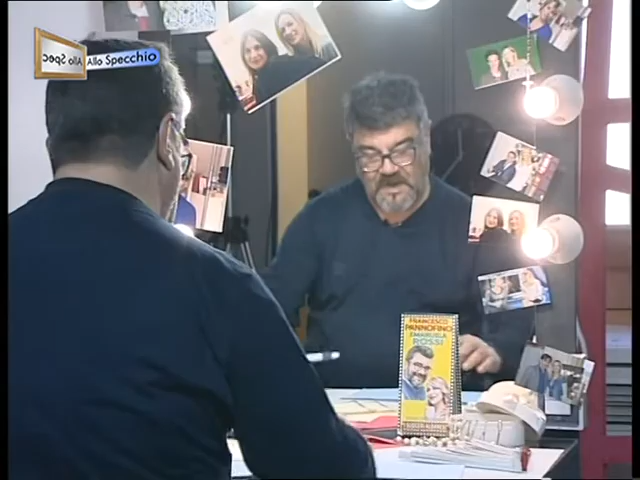 Allo Specchio
Allo Spec
FRANCESCO
PANNOFINO
EMANUELA
ROSSI